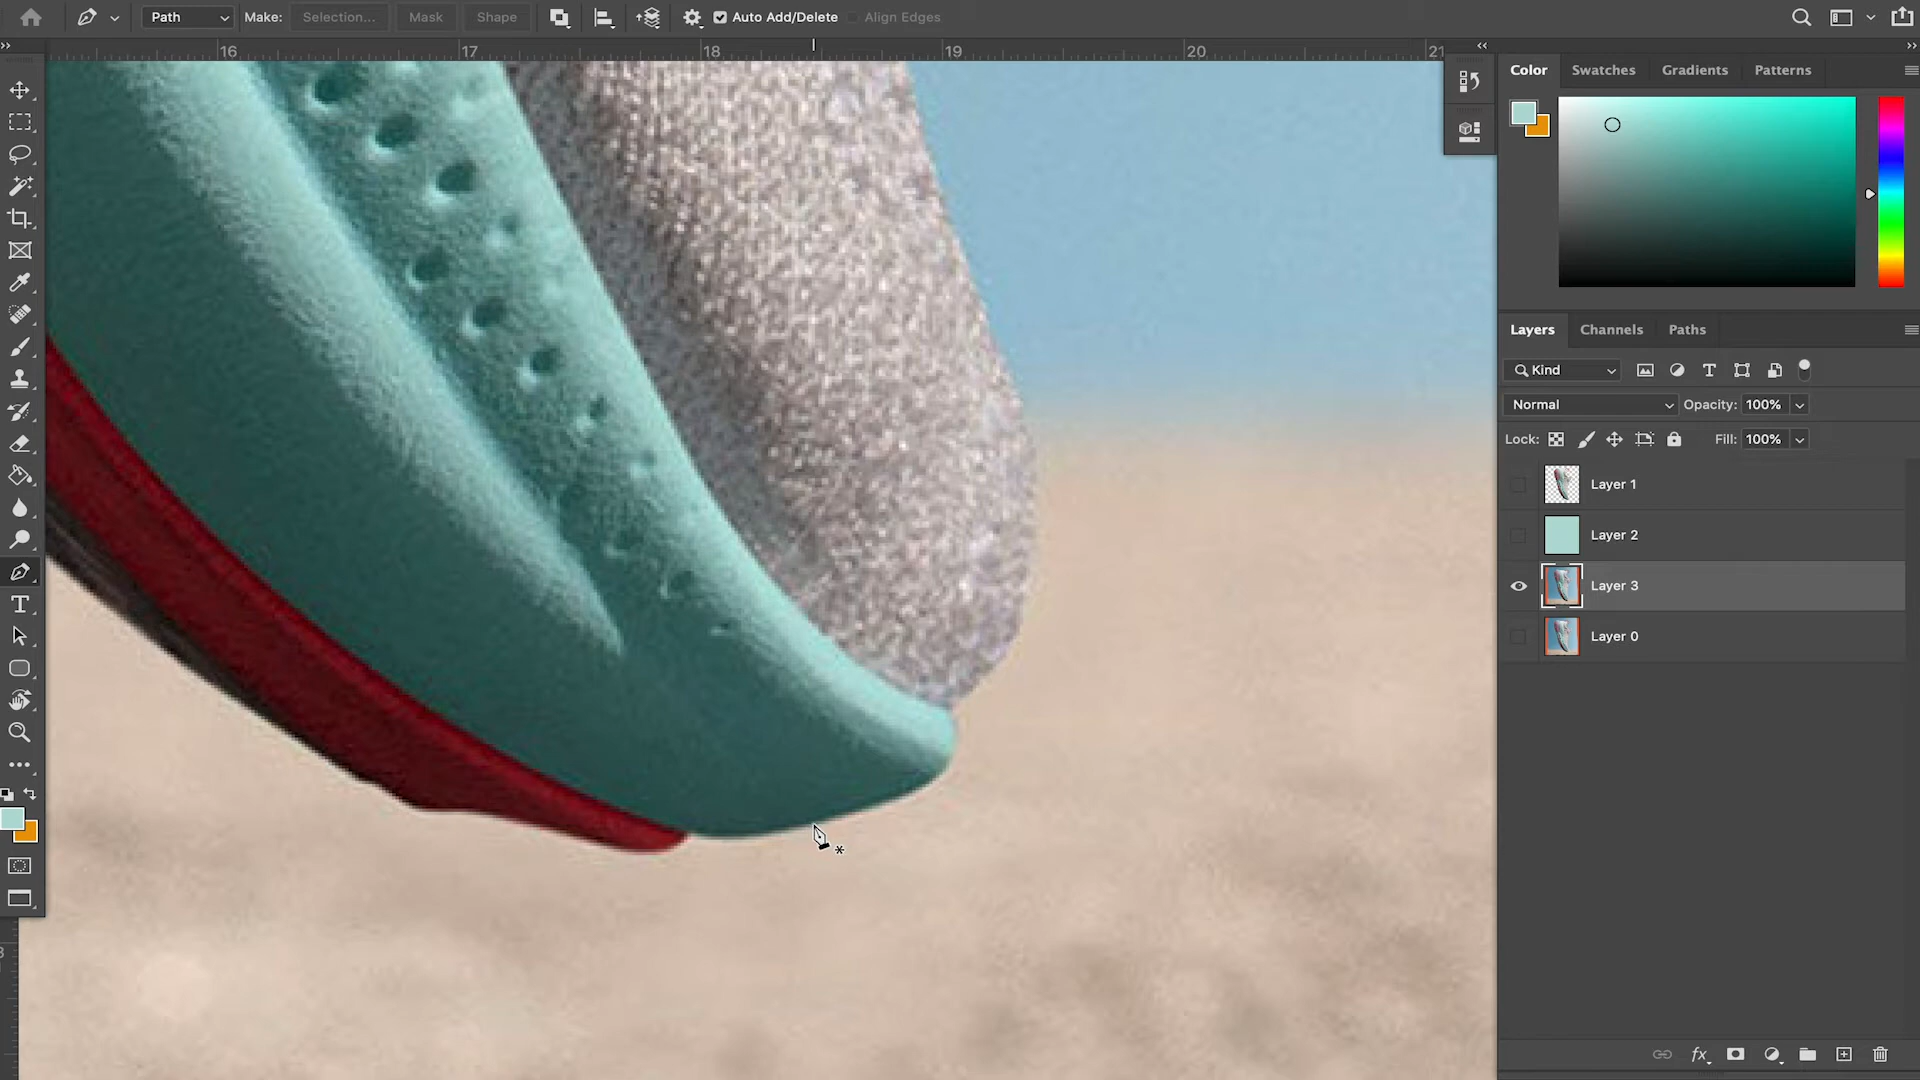 Path Make: Selection... Mask Shape Auto Add/Delete Align Edges
16 17 18 19 20 21
Color Swatches Gradients Patterns
Layers Channels Paths
Kind
Normal Opacity: 100%
Lock: Fill: 100%
Layer 1
Layer 2
Layer 3
Layer 0